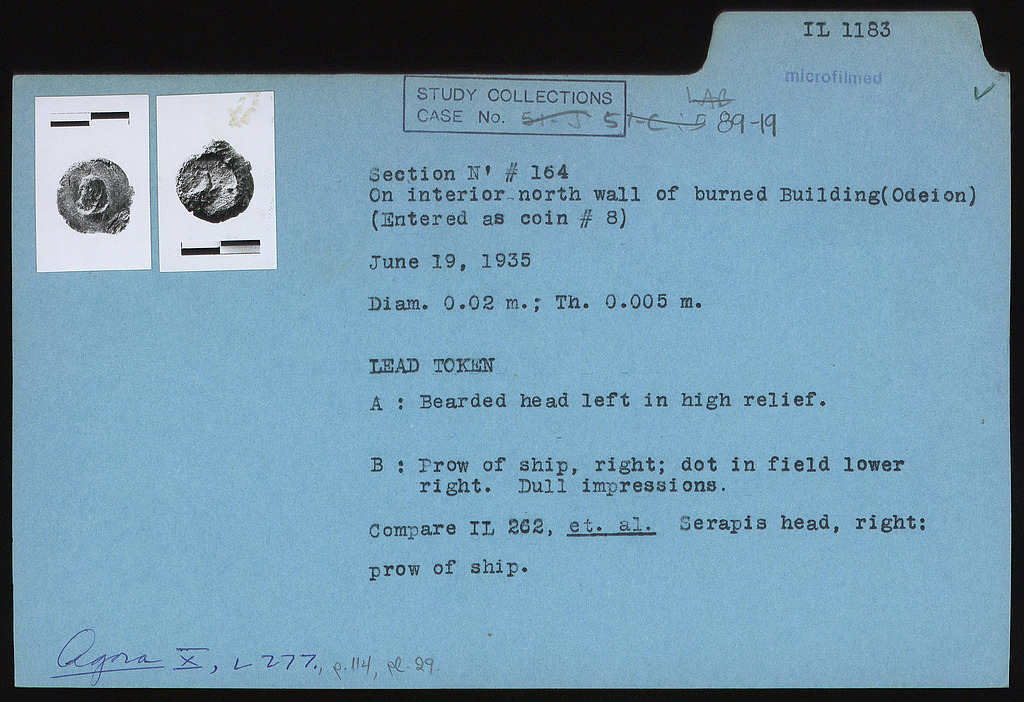 IL 1183
microfilmed
STUDY COLLECTIONS
CASE No. 51-J 51-C-15 89-19
LAB
Section N' # 164
On interior north wall of burned Building(Odeion)
(Entered as coin # 8)
June 19, 1935
Diam. 0.02 m.; Th. 0.005 m.
LEAD TOKEN
A : Bearded head left in high relief.
B : Prow of ship, right; dot in field lower
right. Dull impressions.
Compare IL 262, et. al. Serapis head, right:
prow of ship.
Agora X, L 277, p. 114, pl. 29.